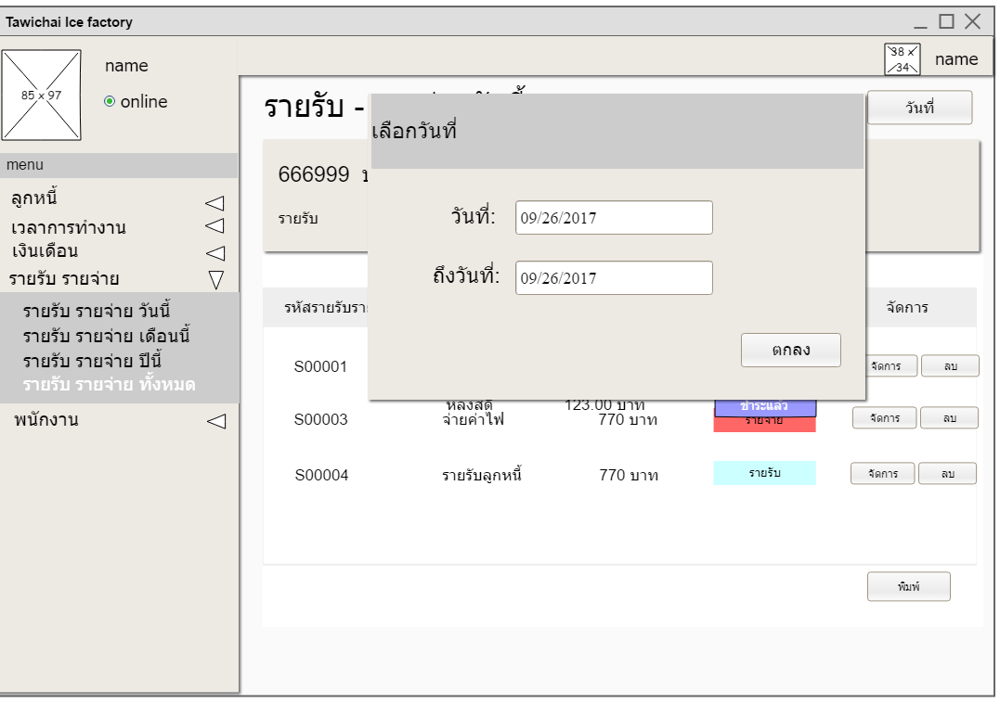 Tawichai Ice factory
38 x 34
name
85 x 97
name
online
menu
ลูกหนี้
เวลาการทำงาน
เงินเดือน
รายรับ รายจ่าย
รายรับ รายจ่าย วันนี้
รายรับ รายจ่าย เดือนนี้
รายรับ รายจ่าย ปีนี้
รายรับ รายจ่าย ทั้งหมด
พนักงาน
รายรับ -
วันที่
666999
รายรับ
เลือกวันที่
วันที่: 09/26/2017
ถึงวันที่: 09/26/2017
ตกลง
รหัสรายรับรา
จัดการ
S00001 จัดการ ลบ
123.00 บาท ชำระแล้ว
S00003 จ่ายค่าไฟ 770 บาท รายจ่าย จัดการ ลบ
S00004 รายรับลูกหนี้ 770 บาท รายรับ จัดการ ลบ
พิมพ์